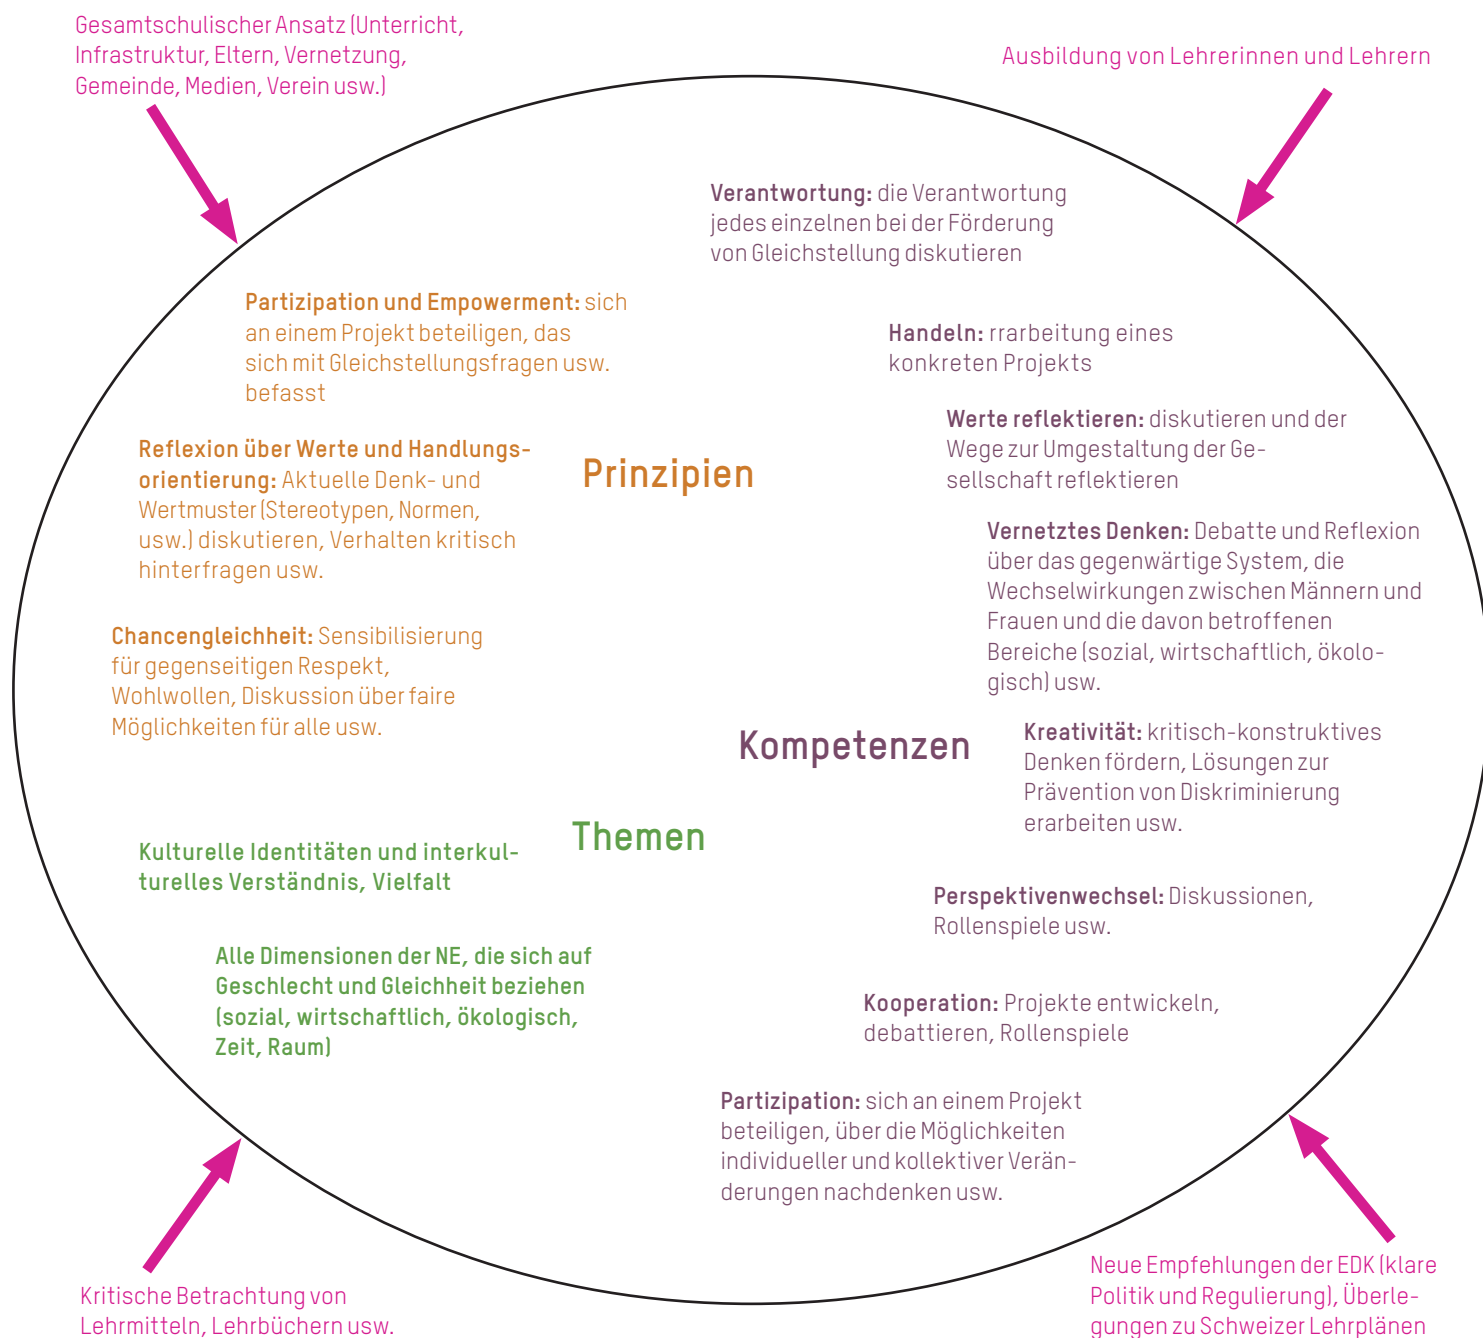 Gesamtschulischer Ansatz (Unterricht,
Infrastruktur, Eltern, Vernetzung,
Gemeinde, Medien, Verein usw.)
Ausbildung von Lehrerinnen und Lehrern
Verantwortung: die Verantwortung
jedes einzelnen bei der Förderung
von Gleichstellung diskutieren
Partizipation und Empowerment: sich
an einem Projekt beteiligen, das
sich mit Gleichstellungsfragen usw.
befasst
Handeln: rrarbeitung eines
konkreten Projekts
Reflexion über Werte und Handlungs-
orientierung: Aktuelle Denk- und
Wertmuster (Stereotypen, Normen,
usw.) diskutieren, Verhalten kritisch
hinterfragen usw.
Prinzipien
Werte reflektieren: diskutieren und der
Wege zur Umgestaltung der Ge-
sellschaft reflektieren
Vernetztes Denken: Debatte und Reflexion
über das gegenwärtige System, die
Wechselwirkungen zwischen Männern und
Frauen und die davon betroffenen
Bereiche (sozial, wirtschaftlich, ökolo-
gisch) usw.
Chancengleichheit: Sensibilisierung
für gegenseitigen Respekt,
Wohlwollen, Diskussion über faire
Möglichkeiten für alle usw.
Kompetenzen
Kreativität: kritisch-konstruktives
Denken fördern, Lösungen zur
Prävention von Diskriminierung
erarbeiten usw.
Themen
Kulturelle Identitäten und interkul-
turelles Verständnis, Vielfalt
Perspektivenwechsel: Diskussionen,
Rollenspiele usw.
Alle Dimensionen der NE, die sich auf
Geschlecht und Gleichheit beziehen
(sozial, wirtschaftlich, ökologisch,
Zeit, Raum)
Kooperation: Projekte entwickeln,
debattieren, Rollenspiele
Partizipation: sich an einem Projekt
beteiligen, über die Möglichkeiten
individueller und kollektiver Verän-
derungen nachdenken usw.
Kritische Betrachtung von
Lehrmitteln, Lehrbüchern usw.
Neue Empfehlungen der EDK (klare
Politik und Regulierung), Überle-
gungen zu Schweizer Lehrplänen